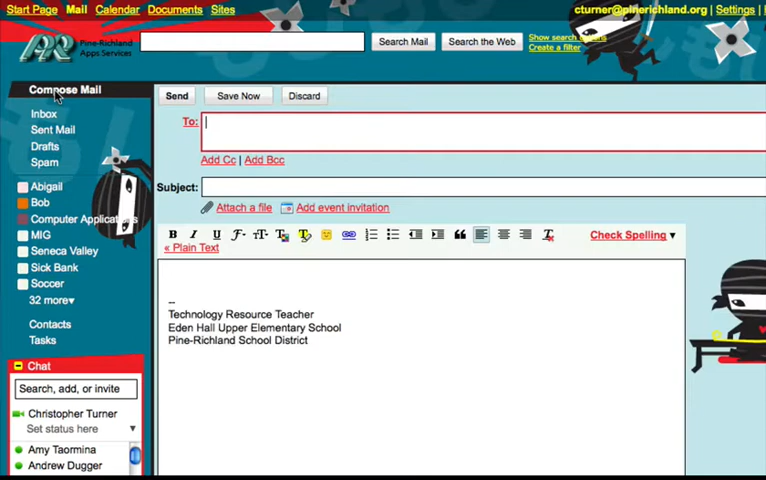 Start Page Mail Calendar Documents Sites
cturner@pinerichland.org | Settings |
AR Pine-Richland
Apps Services
Search Mail Search the Web
Show search options
Create a filter
Compose Mail
Inbox
Sent Mail
Drafts
Spam
Abigail
Bob
Computer Applications
MIG
Seneca Valley
Sick Bank
Soccer
32 more▾
Contacts
Tasks
Chat
Search, add, or invite
Christopher Turner
Set status here
Amy Taormina
Andrew Dugger
Send Save Now Discard
To:
Add Cc | Add Bcc
Subject:
Attach a file Add event invitation
B I U
Check Spelling ▾
« Plain Text
--
Technology Resource Teacher
Eden Hall Upper Elementary School
Pine-Richland School District